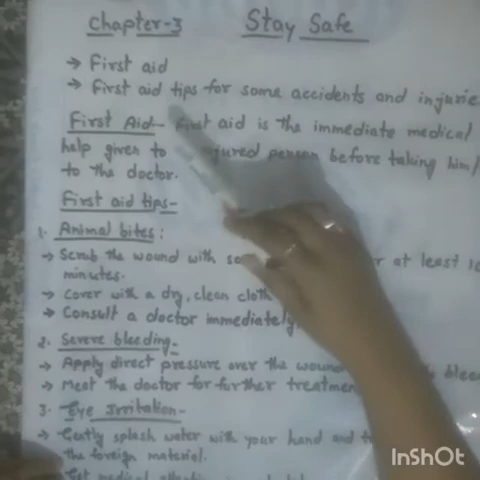 Chapter-3 Stay Safe
→ First aid
→ First aid tips for some accidents and injurie
First Aid- First aid is the immediate medical
help given to injured person before taking him/
to the doctor.
First aid tips-
1. Animal bites:
→ Scrub the wound with at least
minutes.
→ Cover with a dry, clean cloth
→ Consult a doctor immediately.
2. Severe bleeding-
→ Apply direct pressure over the woun
→ Meet the doctor for further treatmen
3. Eye Irritation-
→ Gently splash water with your hand and
the foreign material.
InShOt